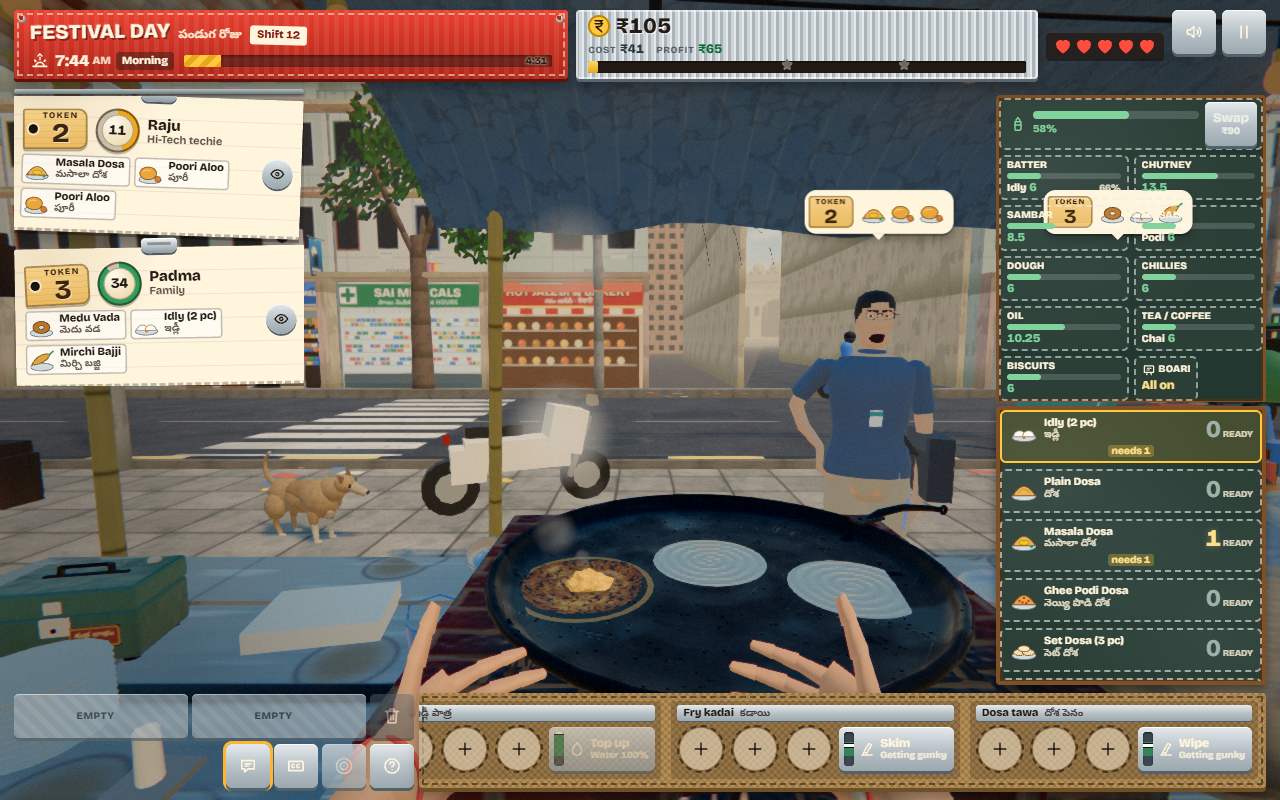 FESTIVAL DAY పండుగ రోజు Shift 12
7:44 AM Morning 4:31
₹105
COST ₹41 PROFIT ₹65
TOKEN
2
11
Raju
Hi-Tech techie
Masala Dosa
మసాలా దోశ
Poori Aloo
పూరీ
Poori Aloo
పూరీ
TOKEN
3
34
Padma
Family
Medu Vada
మెదు వడ
Idly (2 pc)
ఇడ్లీ
Mirchi Bajji
మిర్చి బజ్జి
TOKEN
2
TOKEN
3
58%
Swap
₹90
BATTER
Idly 6 66%
CHUTNEY
13.5
SAMBAR
8.5
Podi 6
DOUGH
6
CHILLIES
6
OIL
10.25
TEA / COFFEE
Chai 6
BISCUITS
6
BOARD
All on
Idly (2 pc)
ఇడ్లీ
0 READY
needs 1
Plain Dosa
దోశ
0 READY
Masala Dosa
మసాలా దోశ
1 READY
needs 1
Ghee Podi Dosa
నెయ్యి పొడి దోశ
0 READY
Set Dosa (3 pc)
సెట్ దోశ
0 READY
EMPTY
EMPTY
CC
పాత్ర
Top up
Water 100%
Fry kadai కడాయి
Skim
Getting gunky
Dosa tawa దోశ పెనం
Wipe
Getting gunky